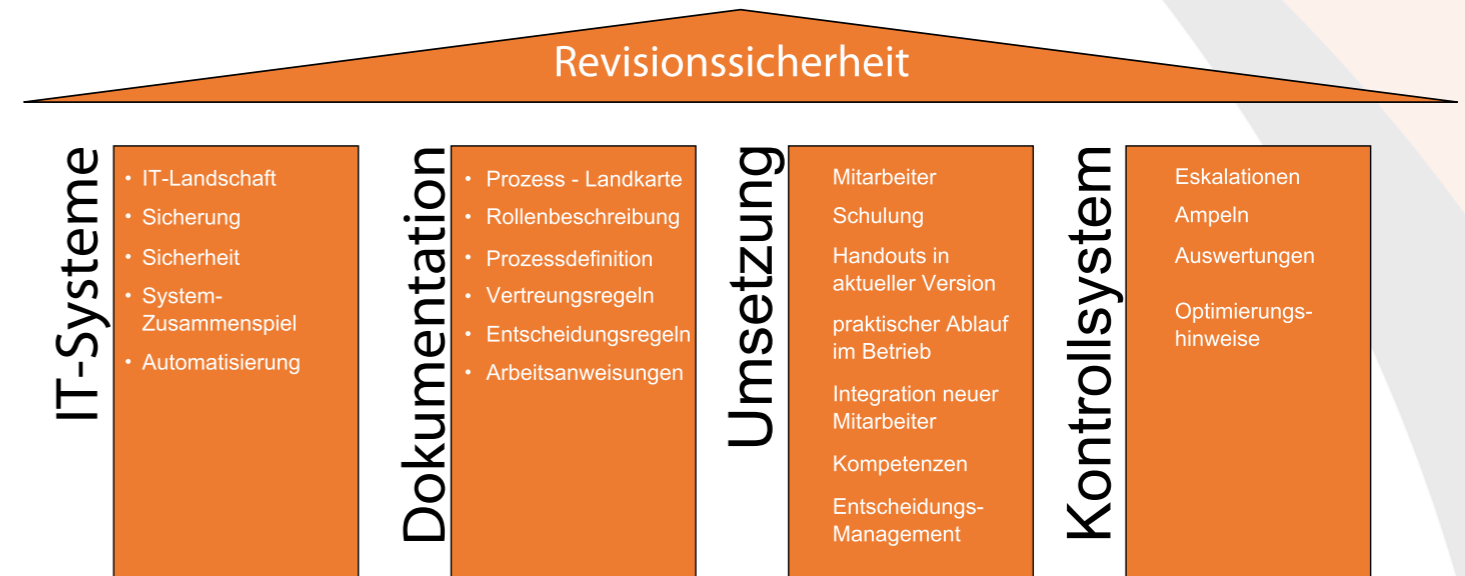 Revisionssicherheit
IT-Systeme
• IT-Landschaft
• Sicherung
• Sicherheit
• System-
Zusammenspiel
• Automatisierung
Dokumentation
• Prozess - Landkarte
• Rollenbeschreibung
• Prozessdefinition
• Vertreungsregeln
• Entscheidungsregeln
• Arbeitsanweisungen
Umsetzung
Mitarbeiter
Schulung
Handouts in
aktueller Version
praktischer Ablauf
im Betrieb
Integration neuer
Mitarbeiter
Kompetenzen
Entscheidungs-
Management
Kontrollsystem
Eskalationen
Ampeln
Auswertungen
Optimierungs-
hinweise